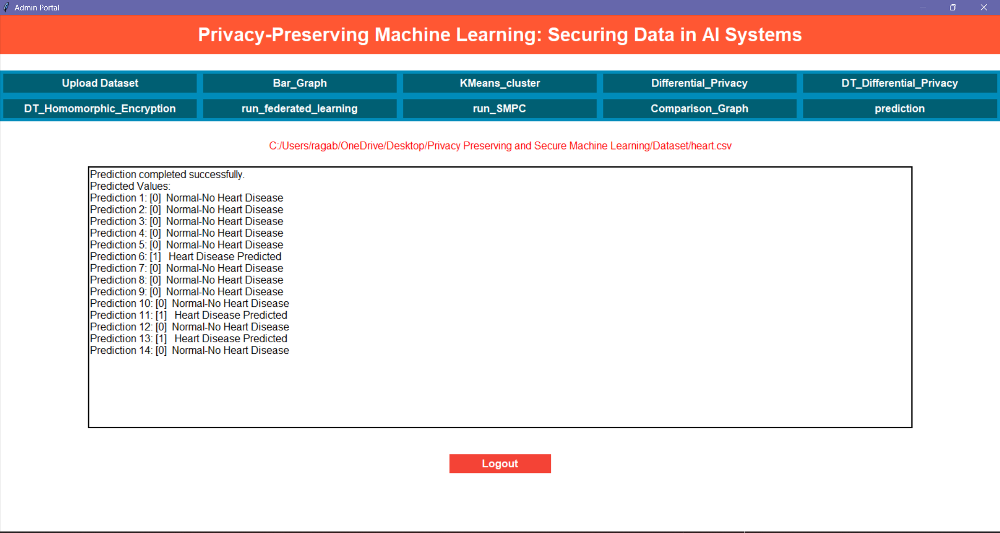 Admin Portal
Privacy-Preserving Machine Learning: Securing Data in AI Systems
Upload Dataset
Bar_Graph
KMeans_cluster
Differential_Privacy
DT_Differential_Privacy
DT_Homomorphic_Encryption
run_federated_learning
run_SMPC
Comparison_Graph
prediction
C:/Users/ragab/OneDrive/Desktop/Privacy Preserving and Secure Machine Learning/Dataset/heart.csv
Prediction completed successfully.
Predicted Values:
Prediction 1: [0]  Normal-No Heart Disease
Prediction 2: [0]  Normal-No Heart Disease
Prediction 3: [0]  Normal-No Heart Disease
Prediction 4: [0]  Normal-No Heart Disease
Prediction 5: [0]  Normal-No Heart Disease
Prediction 6: [1]   Heart Disease Predicted
Prediction 7: [0]  Normal-No Heart Disease
Prediction 8: [0]  Normal-No Heart Disease
Prediction 9: [0]  Normal-No Heart Disease
Prediction 10: [0]  Normal-No Heart Disease
Prediction 11: [1]   Heart Disease Predicted
Prediction 12: [0]  Normal-No Heart Disease
Prediction 13: [1]   Heart Disease Predicted
Prediction 14: [0]  Normal-No Heart Disease
Logout